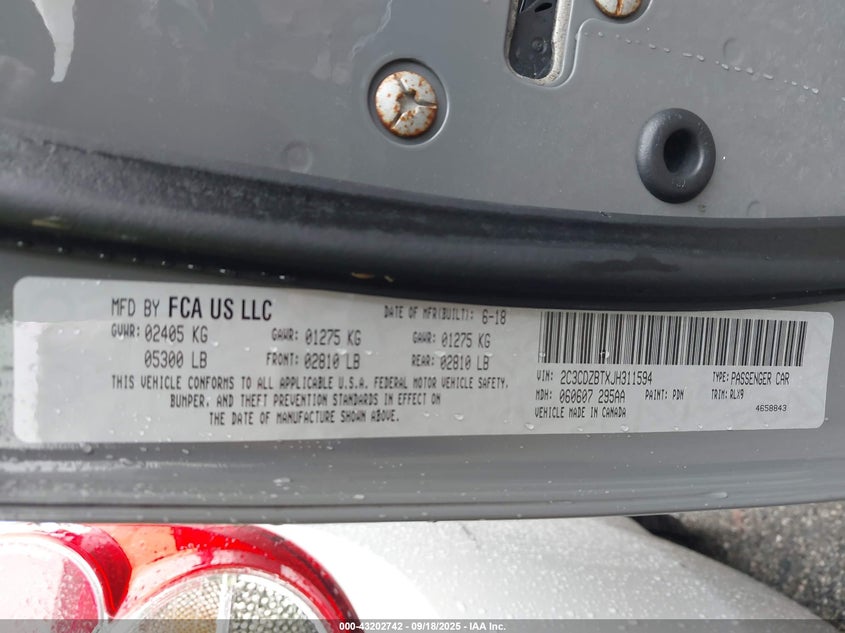 MFD BY FCA US LLC DATE OF MFR(BUILT): 6-18
GVWR: 02405 KG GAWR: 01275 KG GAWR: 01275 KG
05300 LB FRONT: 02810 LB REAR: 02810 LB
THIS VEHICLE CONFORMS TO ALL APPLICABLE U.S.A. FEDERAL MOTOR VEHICLE SAFETY,
BUMPER, AND THEFT PREVENTION STANDARDS IN EFFECT ON
THE DATE OF MANUFACTURE SHOWN ABOVE.
VIN: 2C3CDZBTXJH311594 TYPE: PASSENGER CAR
MDH: 060607 295AA PAINT: PDN TRIM: RLX9
VEHICLE MADE IN CANADA 4658843
000-43202742 - 09/18/2025 - IAA Inc.